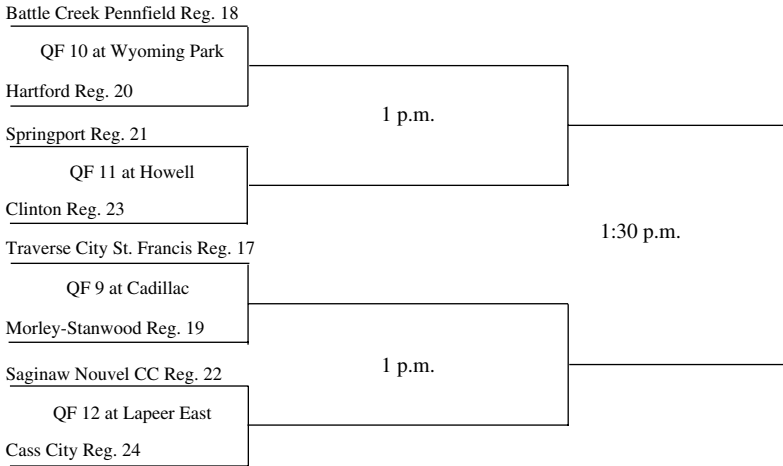 Battle Creek Pennfield Reg. 18
QF 10 at Wyoming Park
Hartford Reg. 20
1 p.m.
Springport Reg. 21
QF 11 at Howell
Clinton Reg. 23
1:30 p.m.
Traverse City St. Francis Reg. 17
QF 9 at Cadillac
Morley-Stanwood Reg. 19
1 p.m.
Saginaw Nouvel CC Reg. 22
QF 12 at Lapeer East
Cass City Reg. 24